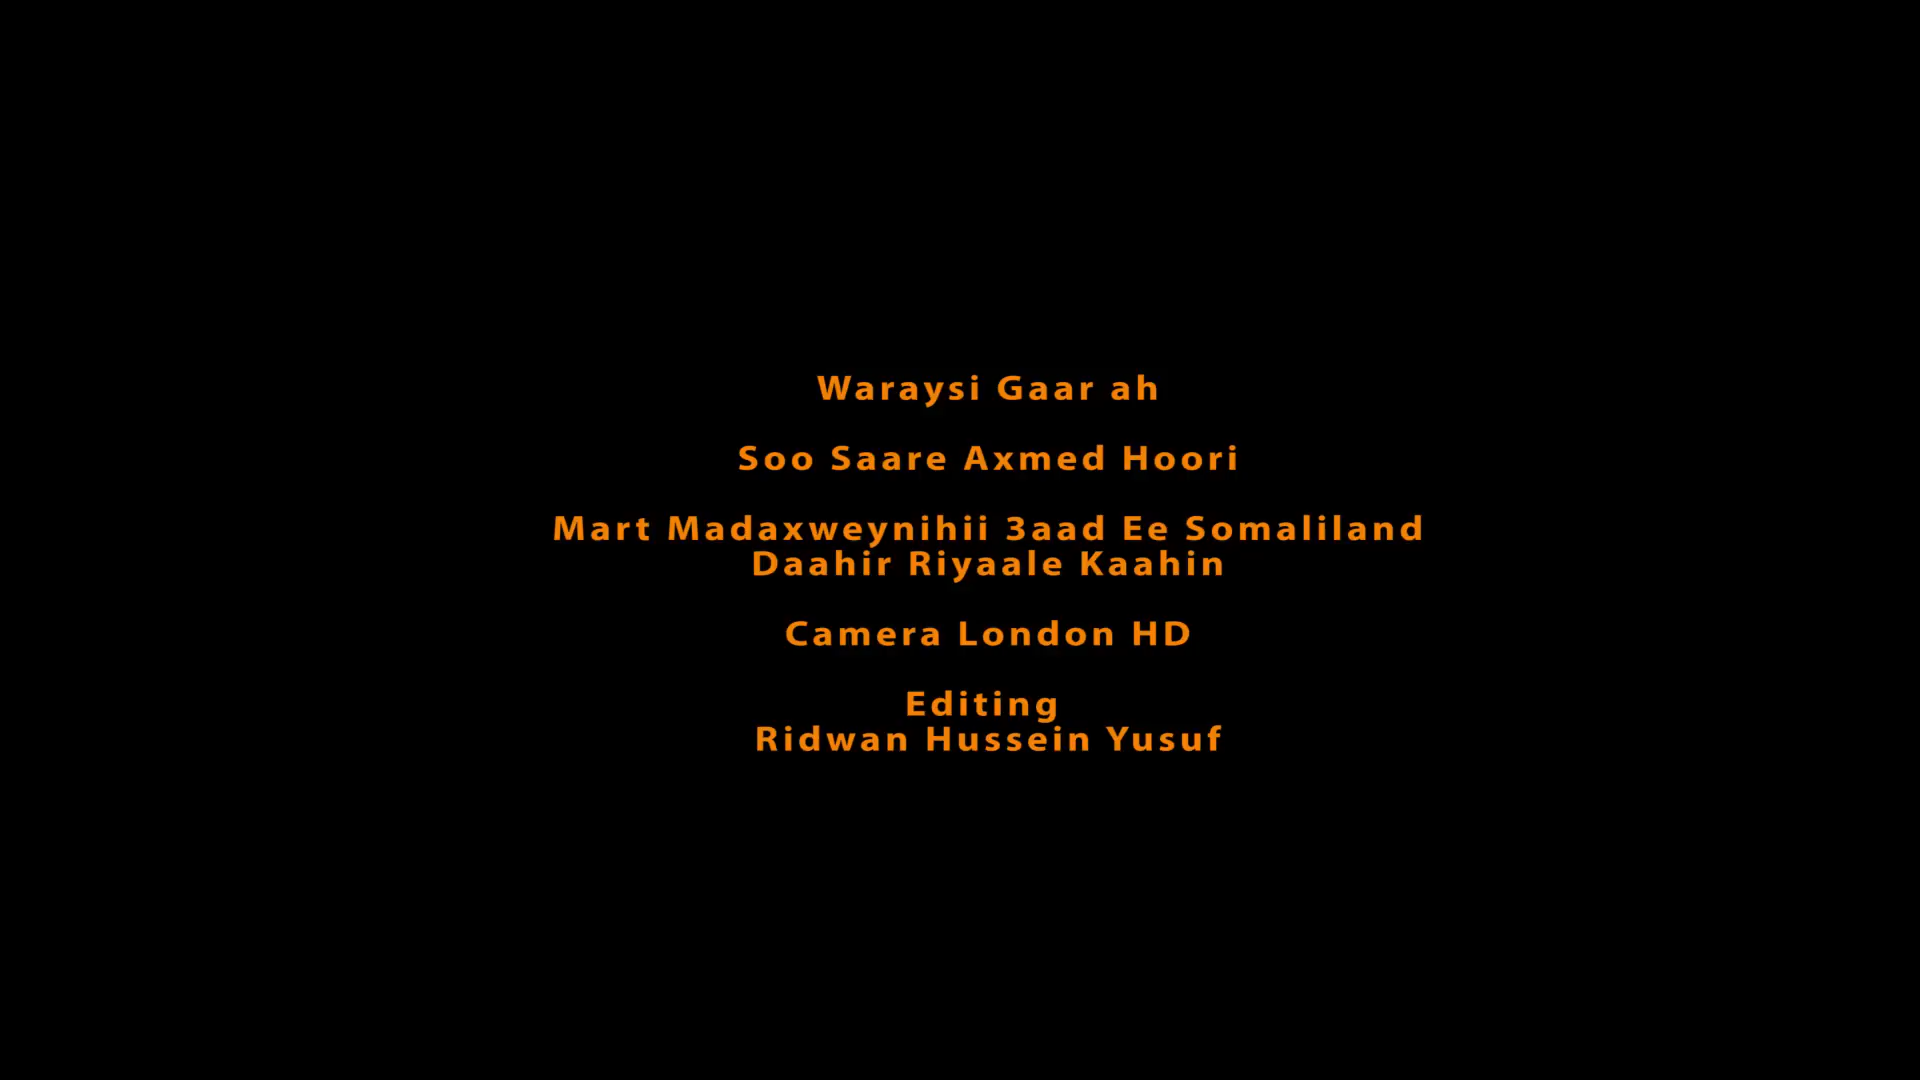 Waraysi Gaar ah
Soo Saare Axmed Hoori
Mart Madaxweynihii 3aad Ee Somaliland
Daahir Riyaale Kaahin
Camera London HD
Editing
Ridwan Hussein Yusuf